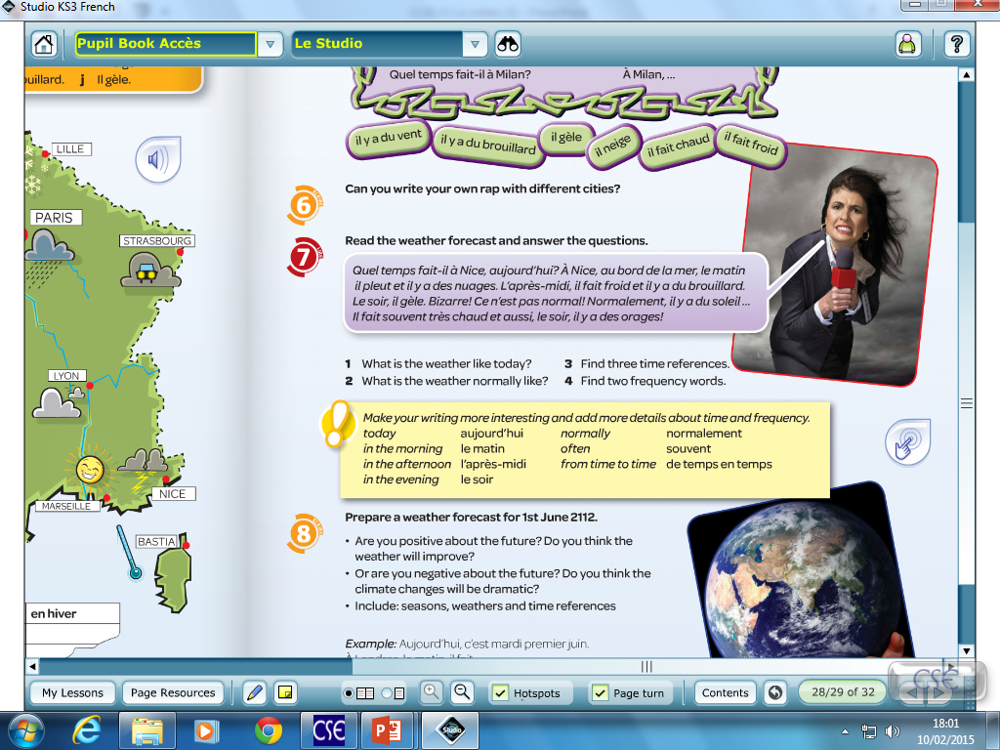 Studio KS3 French
Pupil Book Accès
Le Studio
?
uillard. j Il gèle.
LILLE
PARIS
STRASBOURG
LYON
MARSEILLE
NICE
BASTIA
en hiver
Quel temps fait-il à Milan? À Milan, ...
il y a du vent
il y a du brouillard
il gèle
il neige
il fait chaud
il fait froid
6 Can you write your own rap with different cities?
7 Read the weather forecast and answer the questions.
Quel temps fait-il à Nice, aujourd'hui? À Nice, au bord de la mer, le matin
il pleut et il y a des nuages. L'après-midi, il fait froid et il y a du brouillard.
Le soir, il gèle. Bizarre! Ce n'est pas normal! Normalement, il y a du soleil ...
Il fait souvent très chaud et aussi, le soir, il y a des orages!
1 What is the weather like today? 3 Find three time references.
2 What is the weather normally like? 4 Find two frequency words.
Make your writing more interesting and add more details about time and frequency.
today aujourd'hui normally normalement
in the morning le matin often souvent
in the afternoon l'après-midi from time to time de temps en temps
in the evening le soir
8 Prepare a weather forecast for 1st June 2112.
• Are you positive about the future? Do you think the
weather will improve?
• Or are you negative about the future? Do you think the
climate changes will be dramatic?
• Include: seasons, weathers and time references
Example: Aujourd'hui, c'est mardi premier juin.
À Londres, le matin, il fait
My Lessons
Page Resources
Hotspots
Page turn
Contents
28/29 of 32
CSE
CSE
Studio
18:01
10/02/2015